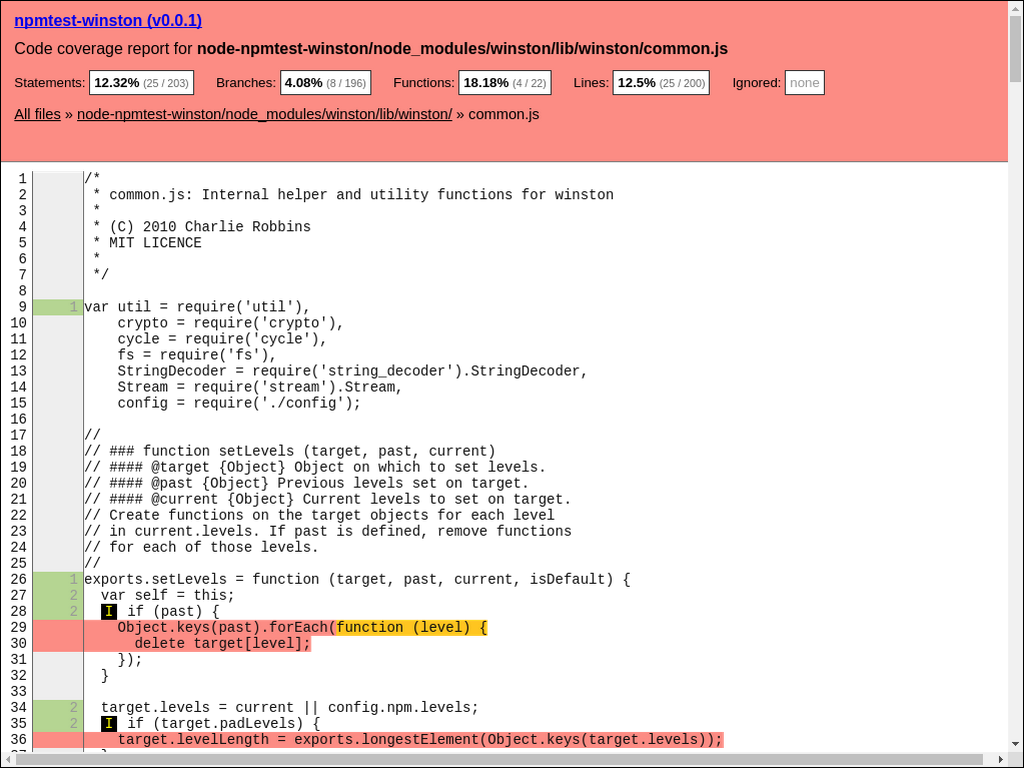 npmtest-winston (v0.0.1)
Code coverage report for node-npmtest-winston/node_modules/winston/lib/winston/common.js
Statements: 12.32% (25 / 203) Branches: 4.08% (8 / 196) Functions: 18.18% (4 / 22) Lines: 12.5% (25 / 200) Ignored: none
All files » node-npmtest-winston/node_modules/winston/lib/winston/ » common.js
1 /*
2  * common.js: Internal helper and utility functions for winston
3  *
4  * (C) 2010 Charlie Robbins
5  * MIT LICENCE
6  *
7  */
8
9 1 var util = require('util'),
10     crypto = require('crypto'),
11     cycle = require('cycle'),
12     fs = require('fs'),
13     StringDecoder = require('string_decoder').StringDecoder,
14     Stream = require('stream').Stream,
15     config = require('./config');
16
17 //
18 // ### function setLevels (target, past, current)
19 // #### @target {Object} Object on which to set levels.
20 // #### @past {Object} Previous levels set on target.
21 // #### @current {Object} Current levels to set on target.
22 // Create functions on the target objects for each level
23 // in current.levels. If past is defined, remove functions
24 // for each of those levels.
25 //
26 1 exports.setLevels = function (target, past, current, isDefault) {
27 2   var self = this;
28 2   I if (past) {
29     Object.keys(past).forEach(function (level) {
30       delete target[level];
31     });
32   }
33
34 2   target.levels = current || config.npm.levels;
35 2   I if (target.padLevels) {
36     target.levelLength = exports.longestElement(Object.keys(target.levels));